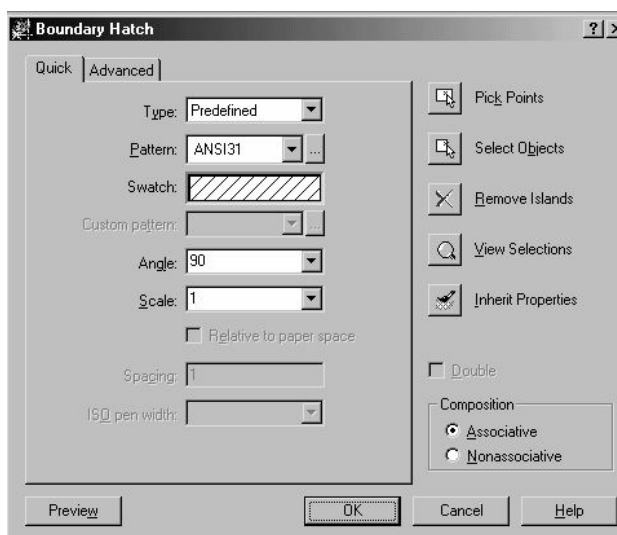 Boundary Hatch
Quick Advanced
Type: Predefined
Pattern: ANSI31 ...
Swatch:
Custom pattern: ...
Angle: 90
Scale: 1
Relative to paper space
Spacing: 1
ISO pen width:
Pick Points
Select Objects
Remove Islands
View Selections
Inherit Properties
Double
Composition
Associative
Nonassociative
Preview OK Cancel Help